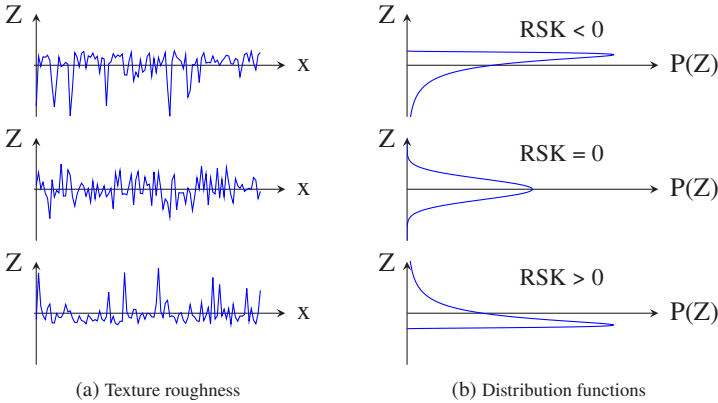 Z
x
Z
RSK < 0
P(Z)
Z
x
Z
RSK = 0
P(Z)
Z
x
Z
RSK > 0
P(Z)
(a) Texture roughness
(b) Distribution functions